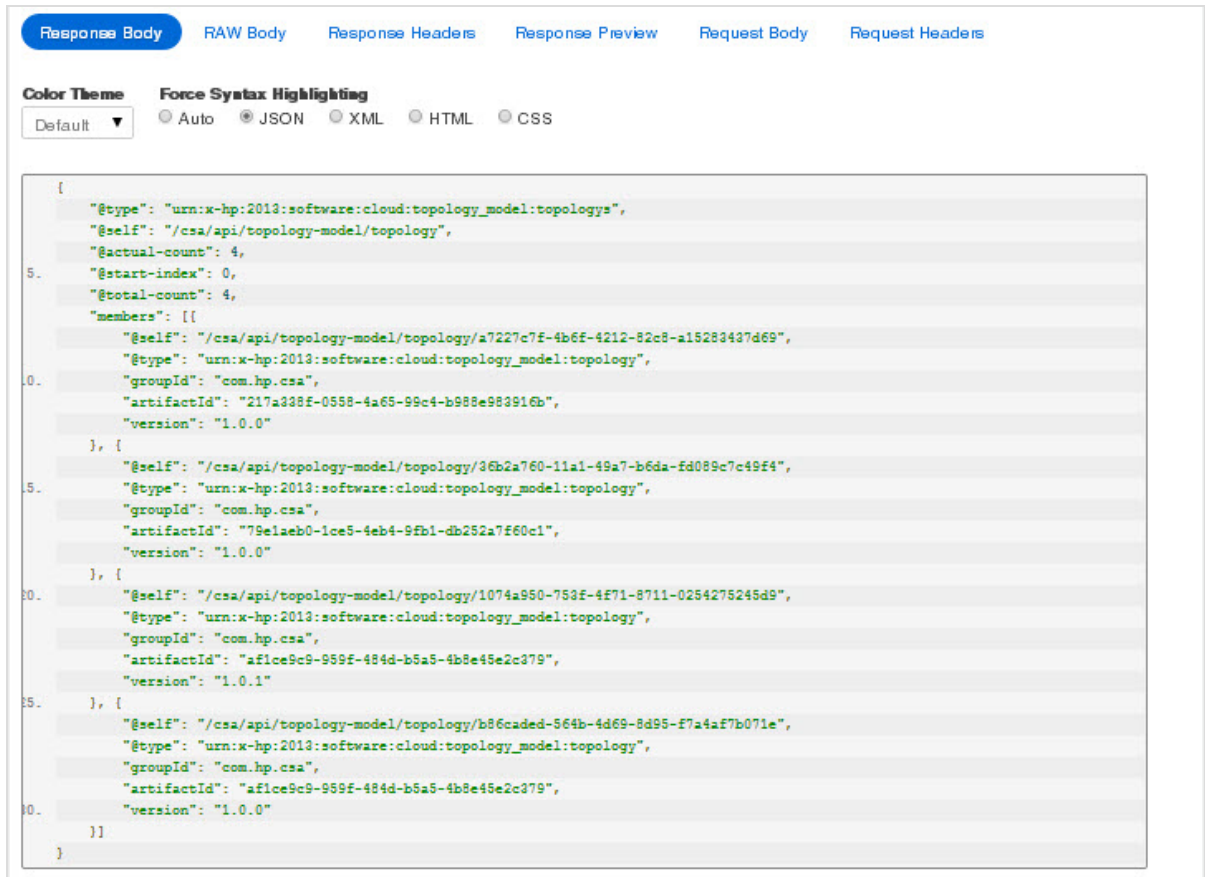 Response Body RAW Body Response Headers Response Preview Request Body Request Headers
Color Theme Force Syntax Highlighting
Default ▼ Auto JSON XML HTML CSS
{
"@type": "urn:x-hp:2013:software:cloud:topology_model:topologys",
"@self": "/csa/api/topology-model/topology",
"@actual-count": 4,
5. "@start-index": 0,
"@total-count": 4,
"members": [{
"@self": "/csa/api/topology-model/topology/a7227c7f-4b6f-4212-82c8-a15283437d69",
"@type": "urn:x-hp:2013:software:cloud:topology_model:topology",
0. "groupId": "com.hp.csa",
"artifactId": "217a338f-0558-4a65-99c4-b988e983916b",
"version": "1.0.0"
}, {
"@self": "/csa/api/topology-model/topology/36b2a760-11a1-49a7-b6da-fd089c7c49f4",
5. "@type": "urn:x-hp:2013:software:cloud:topology_model:topology",
"groupId": "com.hp.csa",
"artifactId": "79e1aeb0-1ce5-4eb4-9fb1-db252a7f60c1",
"version": "1.0.0"
}, {
20. "@self": "/csa/api/topology-model/topology/1074a950-753f-4f71-8711-0254275245d9",
"@type": "urn:x-hp:2013:software:cloud:topology_model:topology",
"groupId": "com.hp.csa",
"artifactId": "af1ce9c9-959f-484d-b5a5-4b8e45e2c379",
"version": "1.0.1"
25. }, {
"@self": "/csa/api/topology-model/topology/b86caded-564b-4d69-8d95-f7a4af7b071e",
"@type": "urn:x-hp:2013:software:cloud:topology_model:topology",
"groupId": "com.hp.csa",
"artifactId": "af1ce9c9-959f-484d-b5a5-4b8e45e2c379",
30. "version": "1.0.0"
}]
}